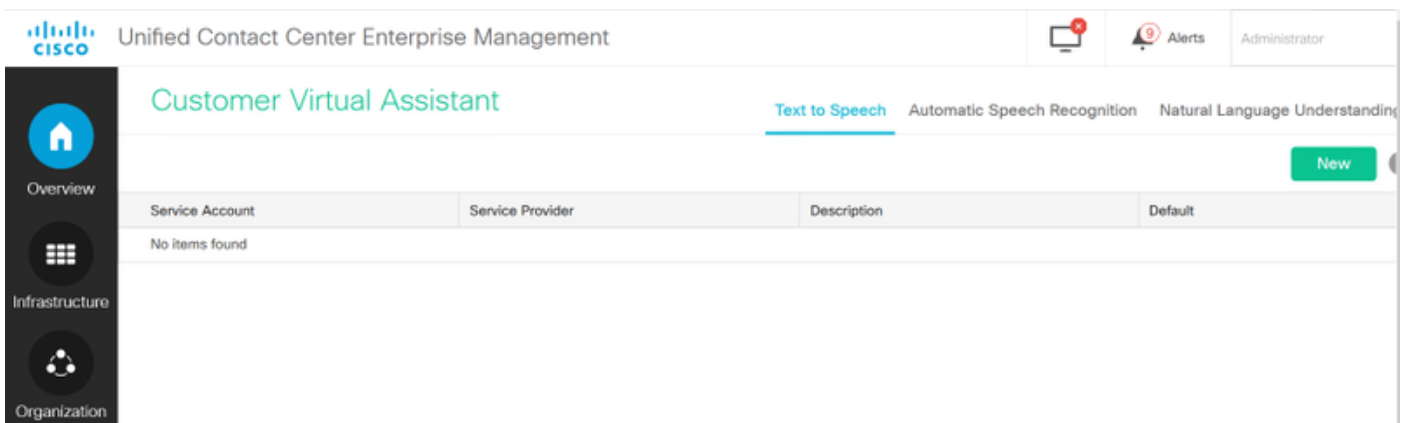 CISCO Unified Contact Center Enterprise Management 9 Alerts Administrator
Customer Virtual Assistant
Text to Speech Automatic Speech Recognition Natural Language Understanding
New
Overview
Service Account Service Provider Description Default
No items found
Infrastructure
Organization